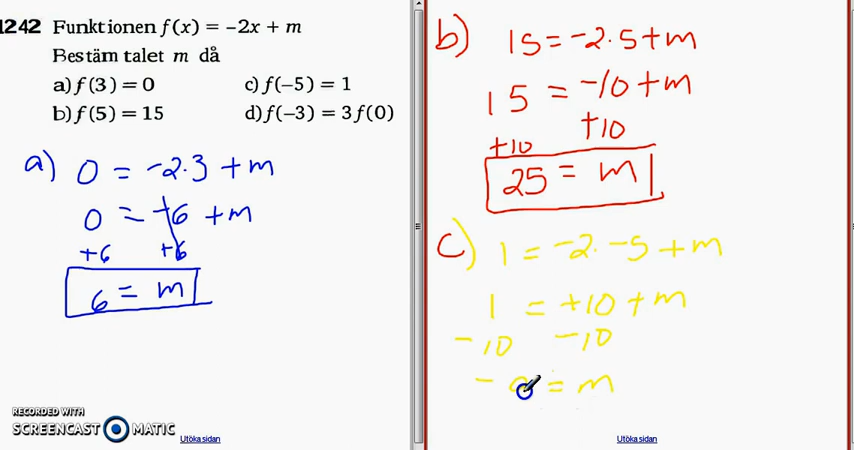 1242 Funktionen f(x) = −2x + m
Bestäm talet m då
a) f(3) = 0 c) f(−5) = 1
b) f(5) = 15 d) f(−3) = 3f(0)
a) 0 = -2·3 + m
0 = -6 + m
+6 +6
6 = m
RECORDED WITH
SCREENCAST MATIC
Utöka sidan
b) 15 = -2·5 + m
15 = -10 + m
+10 +10
25 = m
c) 1 = -2·-5 + m
1 = +10 + m
-10 -10
= m
Utöka sidan